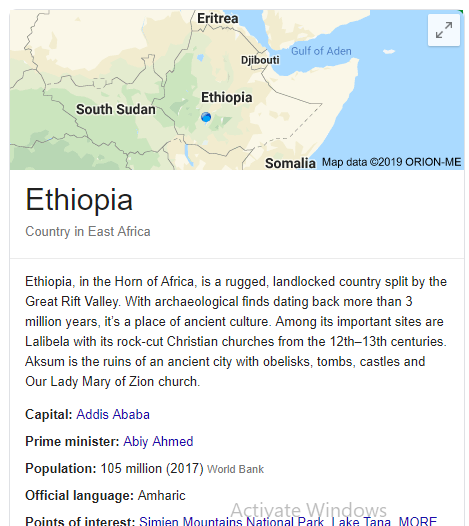 Eritrea
Gulf of Aden
Djibouti
Ethiopia
South Sudan
Somalia
Map data ©2019 ORION-ME
Ethiopia
Country in East Africa
Ethiopia, in the Horn of Africa, is a rugged, landlocked country split by the
Great Rift Valley. With archaeological finds dating back more than 3
million years, it's a place of ancient culture. Among its important sites are
Lalibela with its rock-cut Christian churches from the 12th–13th centuries.
Aksum is the ruins of an ancient city with obelisks, tombs, castles and
Our Lady Mary of Zion church.
Capital: Addis Ababa
Prime minister: Abiy Ahmed
Population: 105 million (2017) World Bank
Official language: Amharic
Activate Windows
Points of interest: Simien Mountains National Park, Lake Tana, MORE